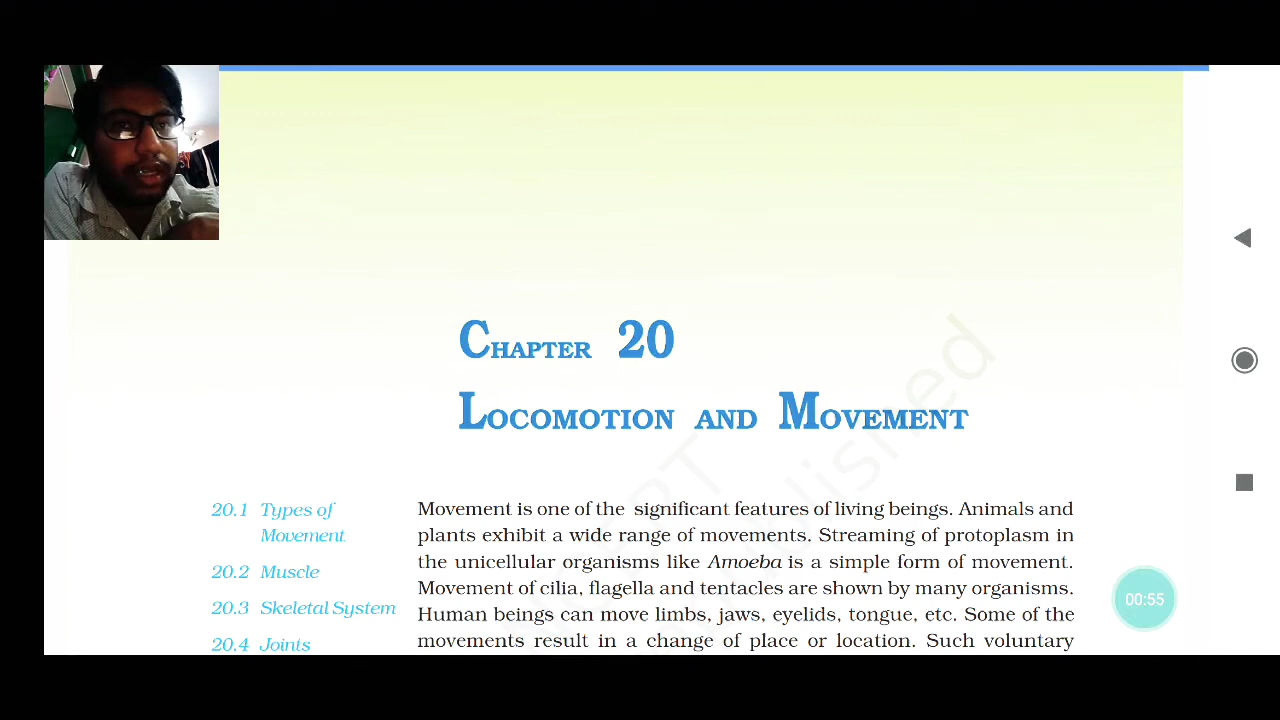 CHAPTER 20
LOCOMOTION AND MOVEMENT
20.1 Types of
Movement
20.2 Muscle
20.3 Skeletal System
20.4 Joints
Movement is one of the significant features of living beings. Animals and
plants exhibit a wide range of movements. Streaming of protoplasm in
the unicellular organisms like Amoeba is a simple form of movement.
Movement of cilia, flagella and tentacles are shown by many organisms.
Human beings can move limbs, jaws, eyelids, tongue, etc. Some of the
movements result in a change of place or location. Such voluntary
00:55